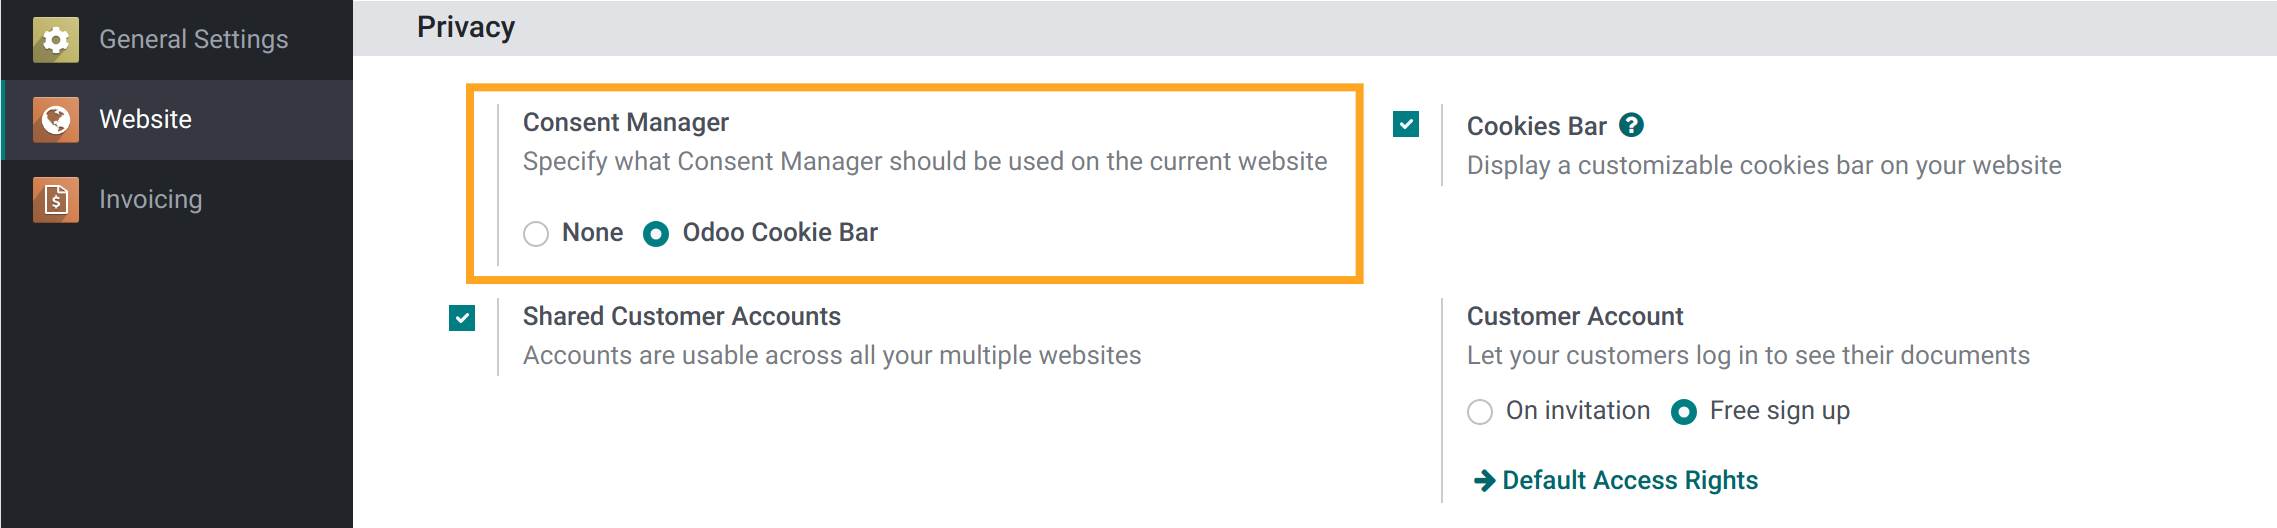 General Settings
Website
Invoicing
Privacy
Consent Manager
Specify what Consent Manager should be used on the current website
None Odoo Cookie Bar
Cookies Bar ?
Display a customizable cookies bar on your website
Shared Customer Accounts
Accounts are usable across all your multiple websites
Customer Account
Let your customers log in to see their documents
On invitation Free sign up
Default Access Rights